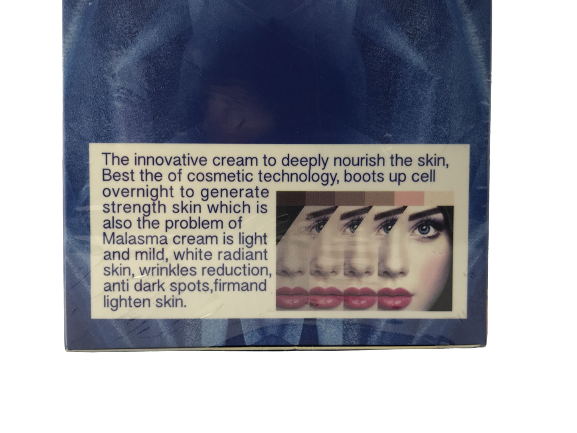 The innovative cream to deeply nourish the skin,
Best the of cosmetic technology, boots up cell
overnight to generate
strength skin which is
also the problem of
Malasma cream is light
and mild, white radiant
skin, wrinkles reduction,
anti dark spots,firmand
lighten skin.